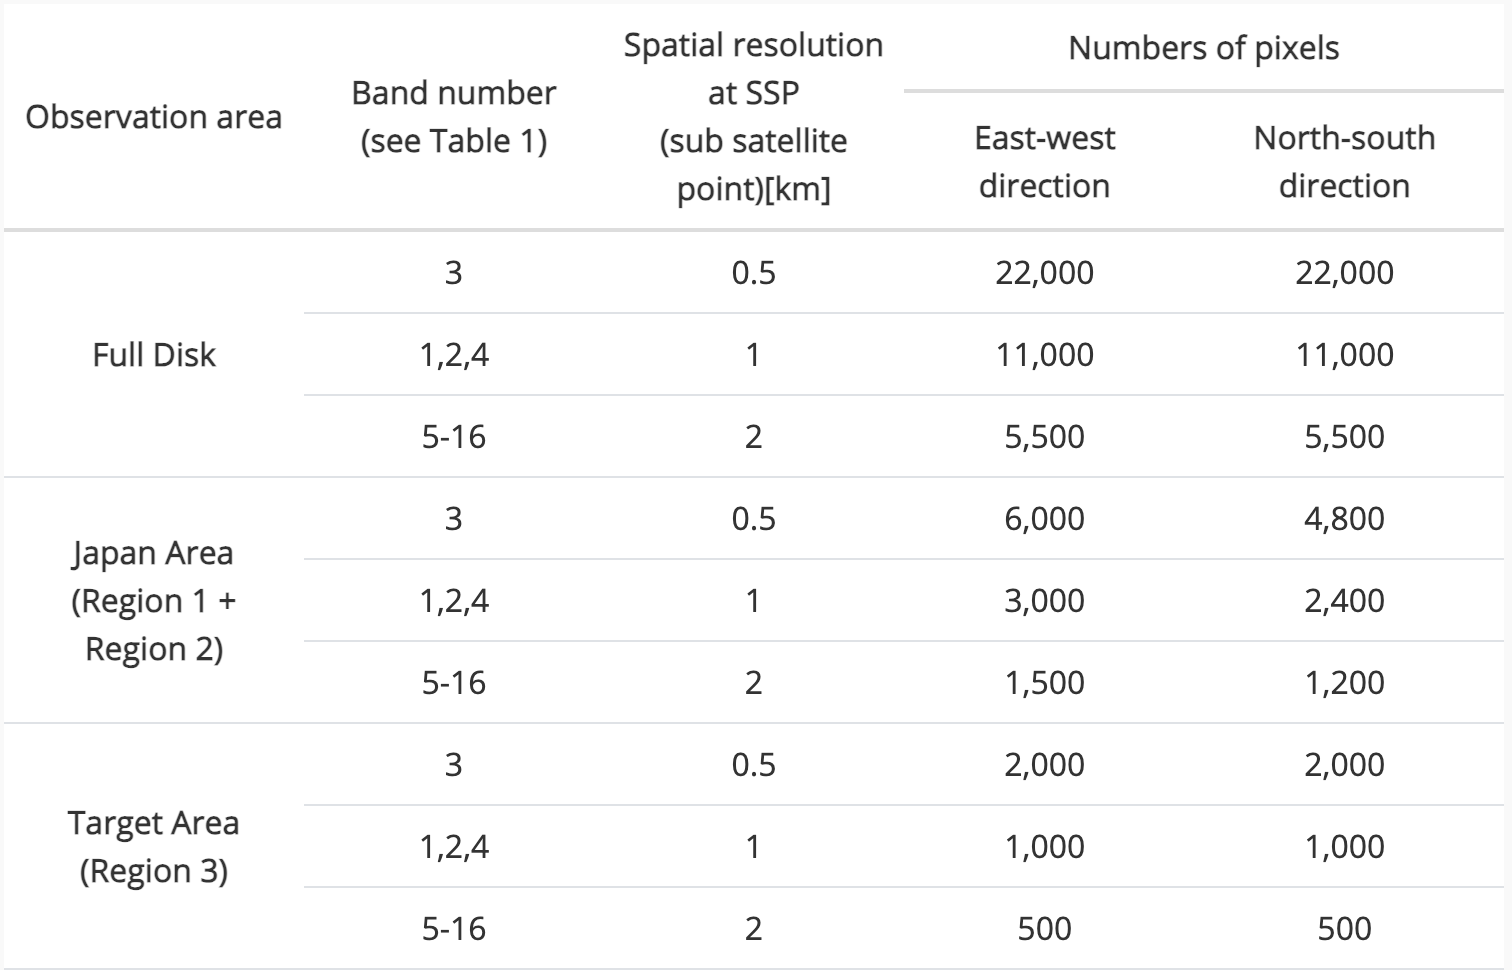 Observation area
Band number
(see Table 1)
Spatial resolution
at SSP
(sub satellite
point)[km]
Numbers of pixels
East-west
direction
North-south
direction
Full Disk
3 0.5 22,000 22,000
1,2,4 1 11,000 11,000
5-16 2 5,500 5,500
Japan Area
(Region 1 +
Region 2)
3 0.5 6,000 4,800
1,2,4 1 3,000 2,400
5-16 2 1,500 1,200
Target Area
(Region 3)
3 0.5 2,000 2,000
1,2,4 1 1,000 1,000
5-16 2 500 500